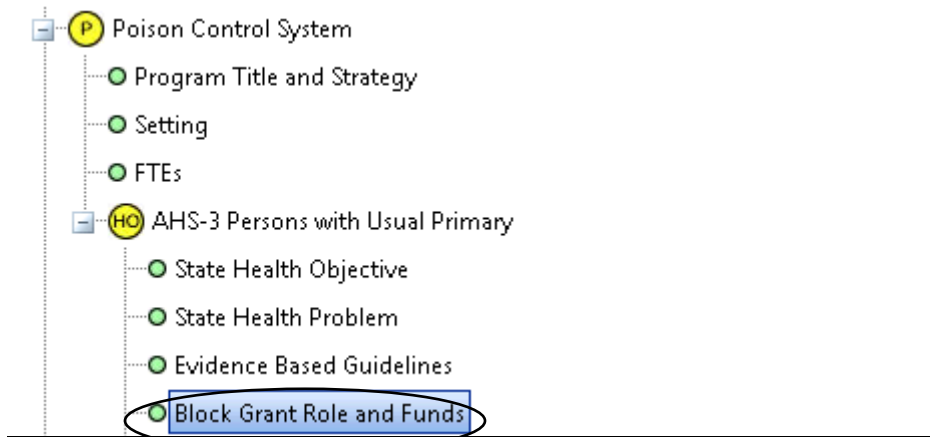 P Poison Control System
Program Title and Strategy
Setting
FTEs
HO AHS-3 Persons with Usual Primary
State Health Objective
State Health Problem
Evidence Based Guidelines
Block Grant Role and Funds